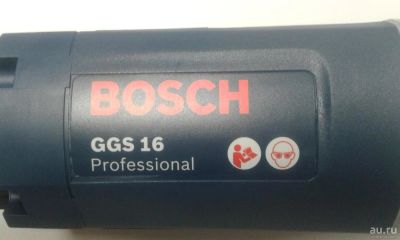 BOSCH
GGS 16
Professional
au.ru